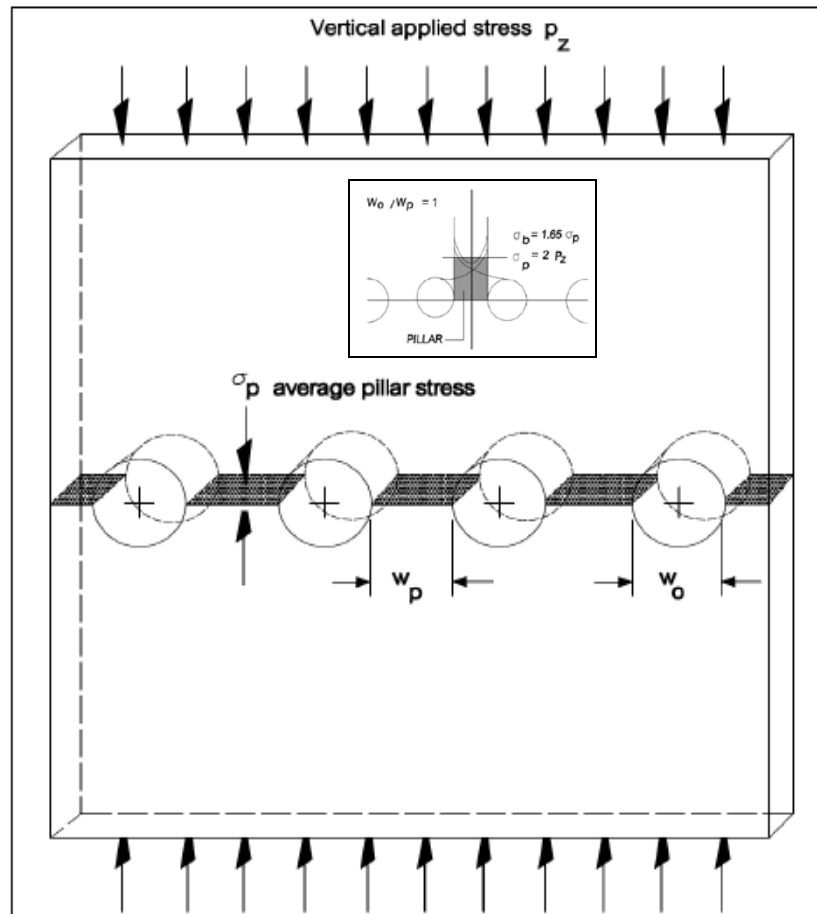 Vertical applied stress p_z
w_o / w_p = 1
σ_b = 1.65 σ_p
σ_p = 2 p_z
PILLAR
σ_p average pillar stress
w_p
w_o